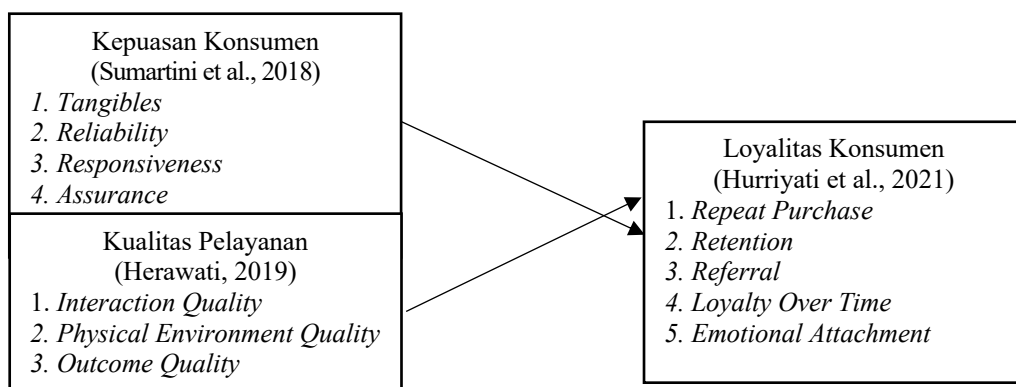 Kepuasan Konsumen
(Sumartini et al., 2018)
1. Tangibles
2. Reliability
3. Responsiveness
4. Assurance
Kualitas Pelayanan
(Herawati, 2019)
1. Interaction Quality
2. Physical Environment Quality
3. Outcome Quality
Loyalitas Konsumen
(Hurriyati et al., 2021)
1. Repeat Purchase
2. Retention
3. Referral
4. Loyalty Over Time
5. Emotional Attachment